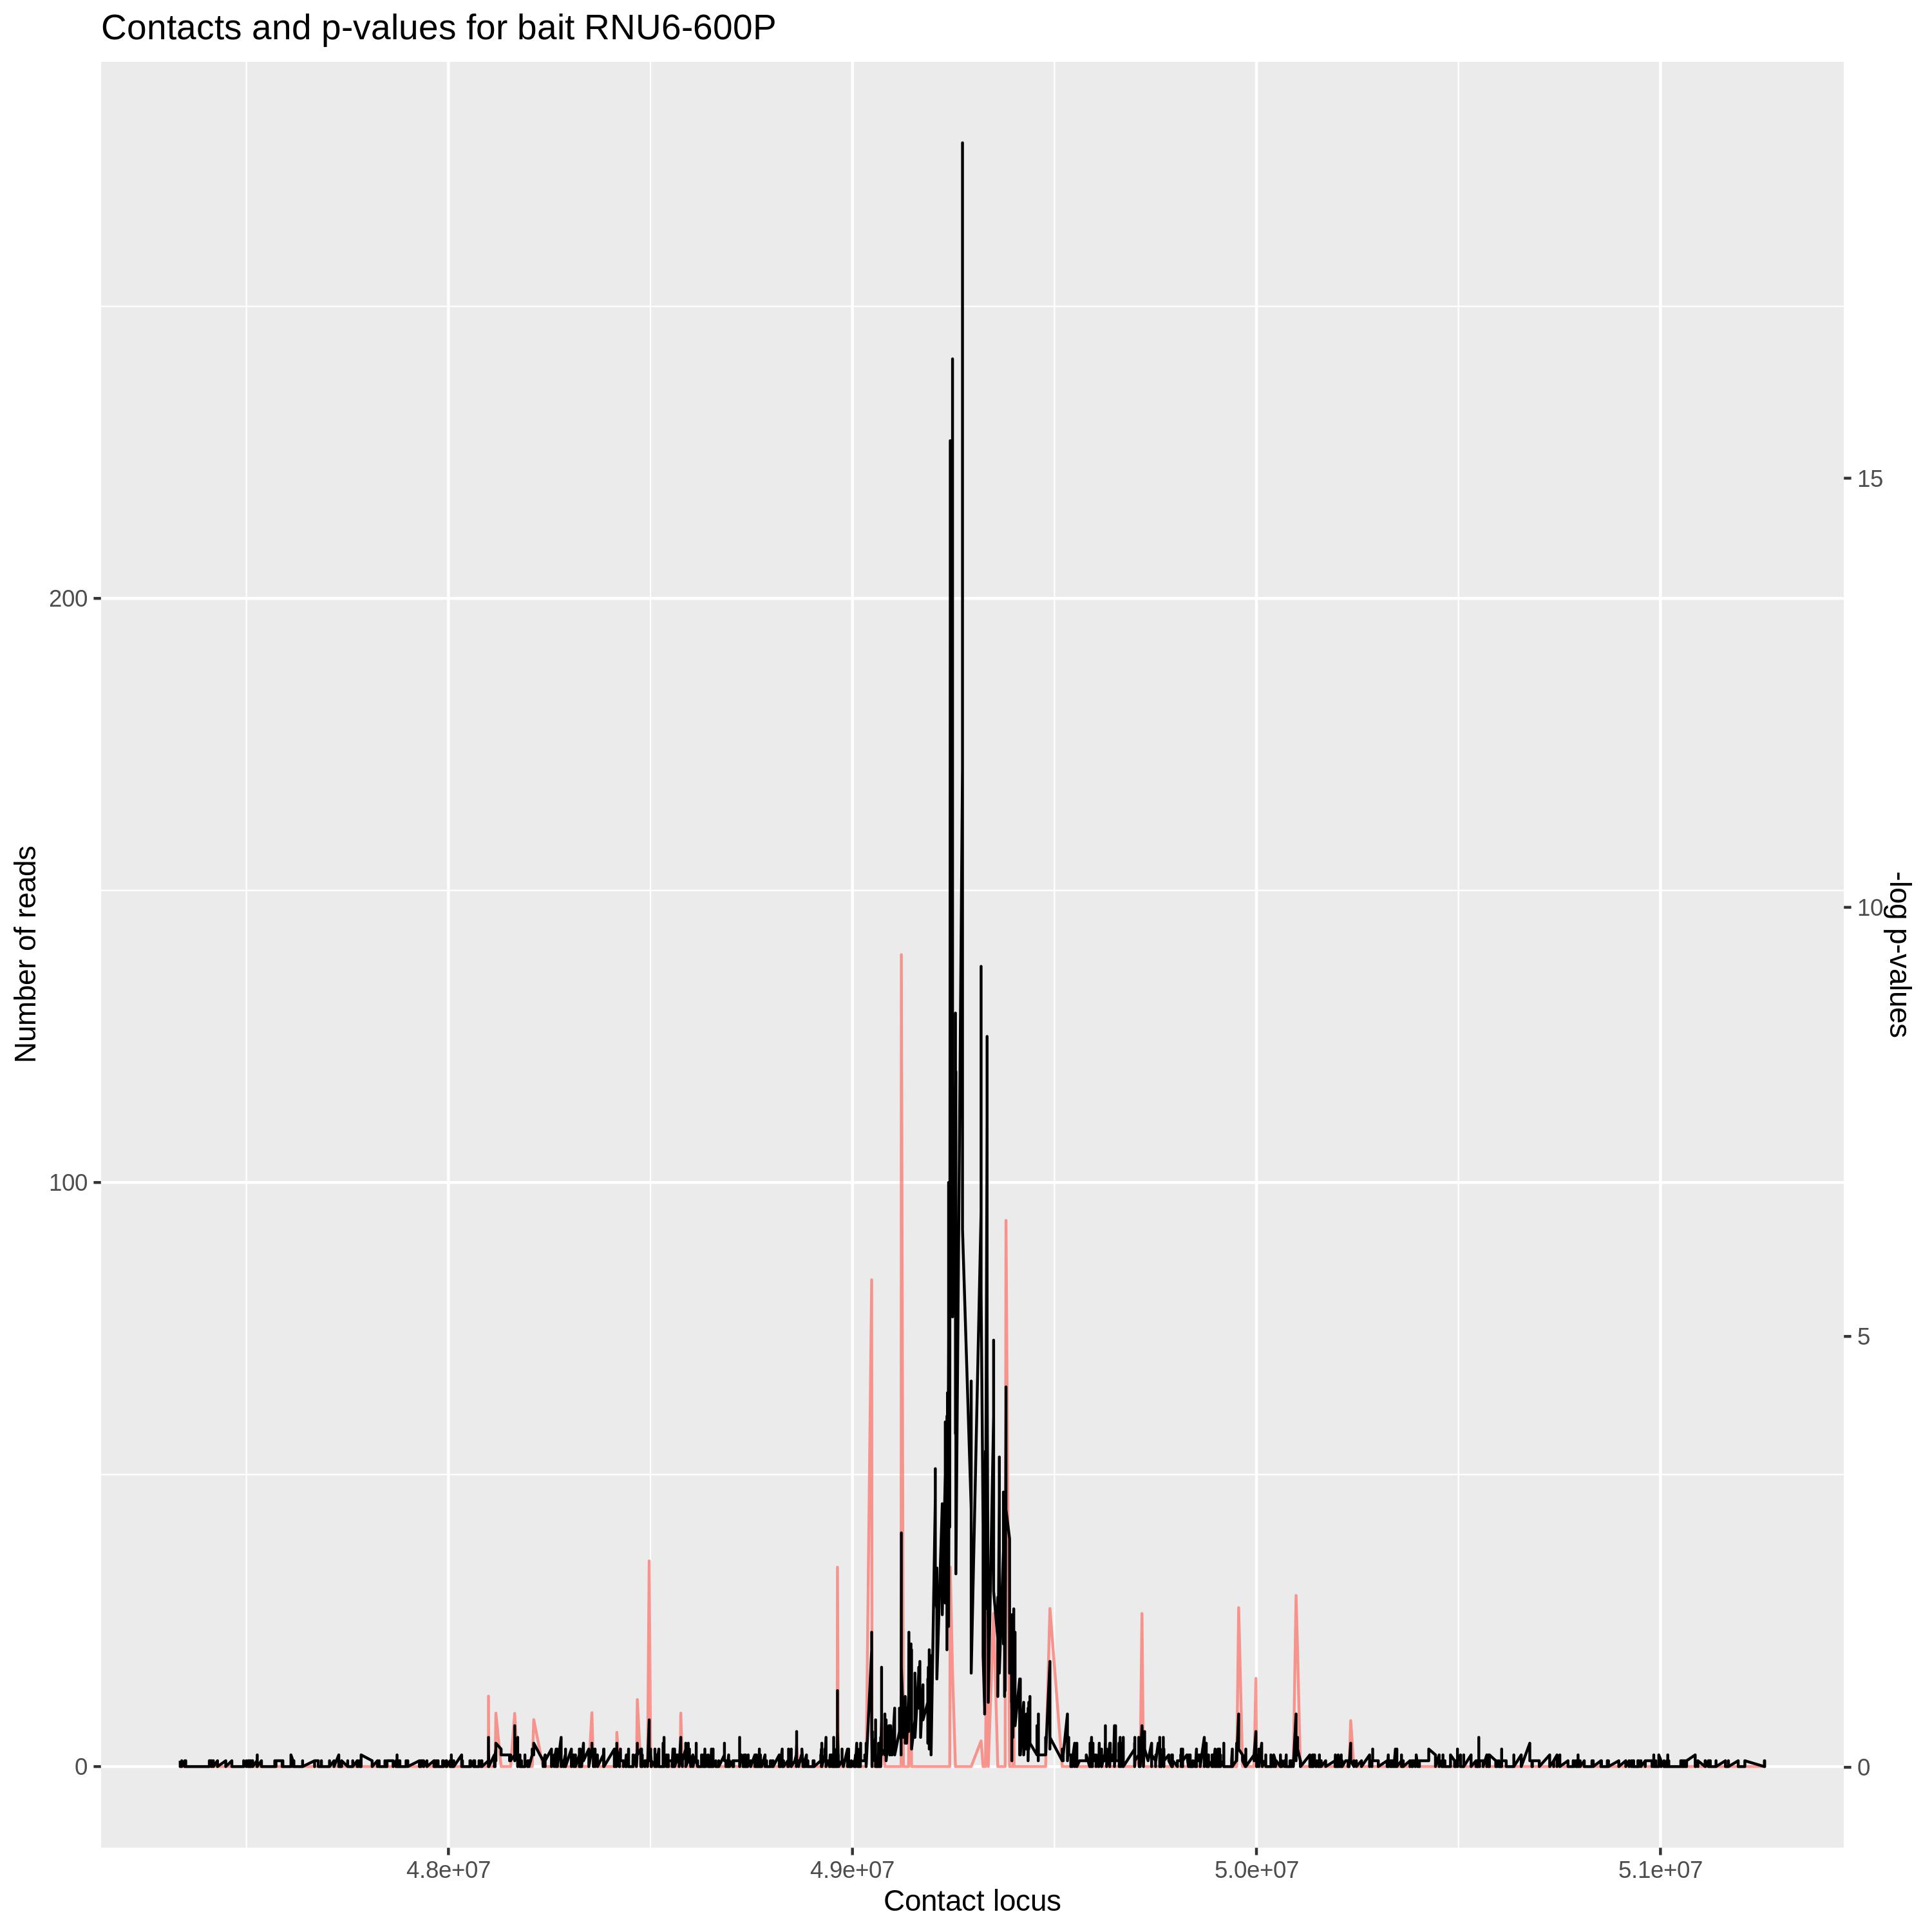 Contacts and p-values for bait RNU6-600P
Number of reads
200
100
0
15
10
5
0
-log p-values
4.8e+07
4.9e+07
5.0e+07
5.1e+07
Contact locus